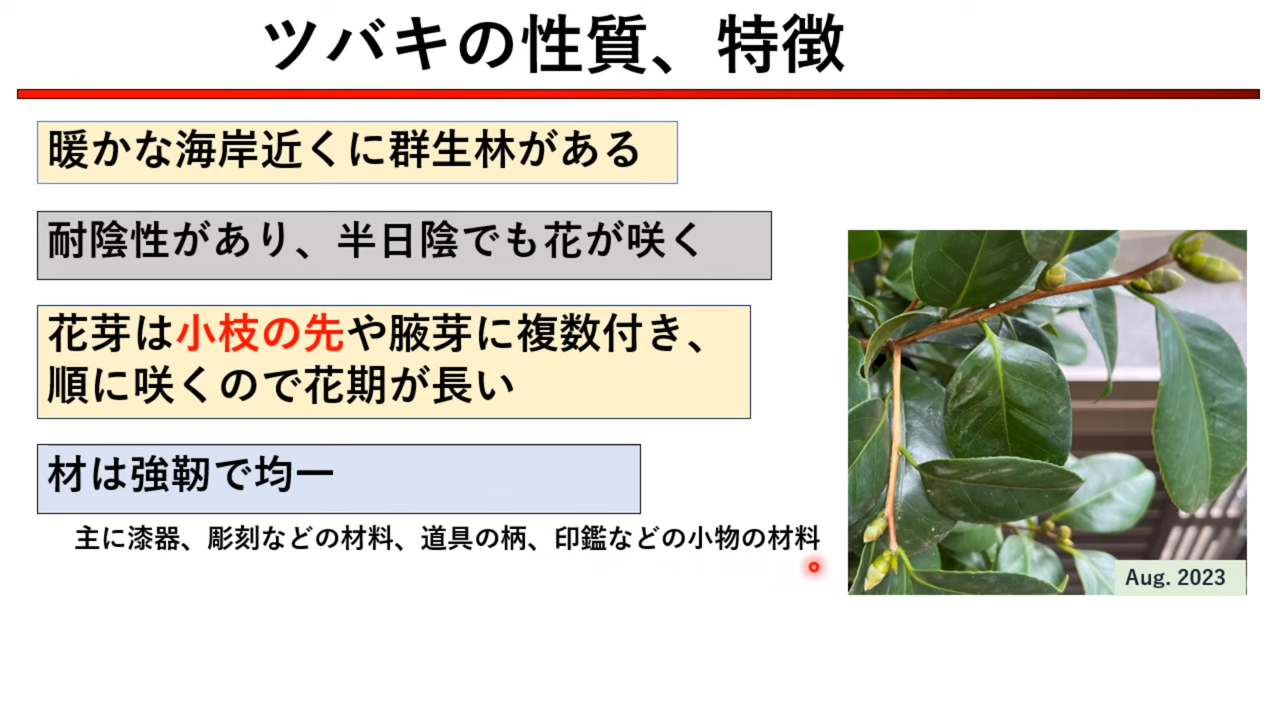 ツバキの性質、特徴
暖かな海岸近くに群生林がある
耐陰性があり、半日陰でも花が咲く
花芽は小枝の先や腋芽に複数付き、
順に咲くので花期が長い
材は強靭で均一
主に漆器、彫刻などの材料、道具の柄、印鑑などの小物の材料
Aug. 2023